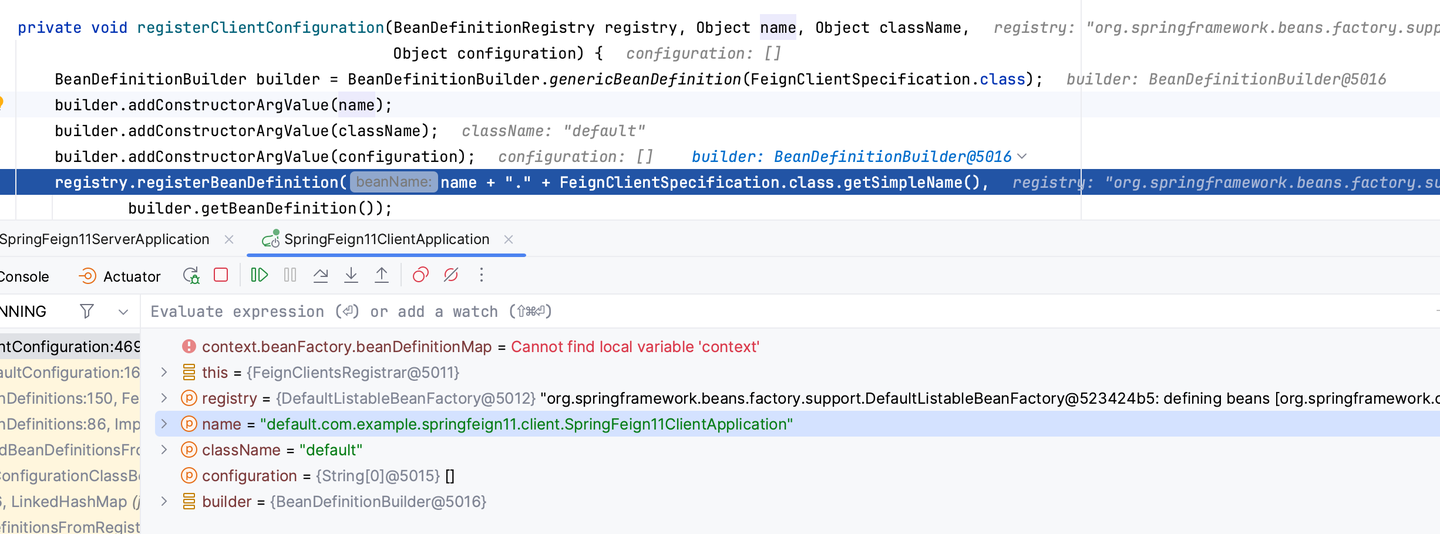 private void registerClientConfiguration(BeanDefinitionRegistry registry, Object name, Object className,   registry: "org.springframework.beans.factory.supp
Object configuration) {   configuration: []
BeanDefinitionBuilder builder = BeanDefinitionBuilder.genericBeanDefinition(FeignClientSpecification.class);   builder: BeanDefinitionBuilder@5016
builder.addConstructorArgValue(name);
builder.addConstructorArgValue(className);   className: "default"
builder.addConstructorArgValue(configuration);   configuration: []   builder: BeanDefinitionBuilder@5016
registry.registerBeanDefinition( beanName: name + "." + FeignClientSpecification.class.getSimpleName(),   registry: "org.springframework.beans.factory.su
builder.getBeanDefinition());
SpringFeign11ServerApplication   SpringFeign11ClientApplication
Console   Actuator
NNING   Evaluate expression (⏎) or add a watch (⇧⌘⏎)
ntConfiguration:469   context.beanFactory.beanDefinitionMap = Cannot find local variable 'context'
aultConfiguration:16   this = {FeignClientsRegistrar@5011}
nDefinitions:150, Fe   registry = {DefaultListableBeanFactory@5012} "org.springframework.beans.factory.support.DefaultListableBeanFactory@523424b5: defining beans [org.springframework.c
nDefinitions:86, Imp   name = "default.com.example.springfeign11.client.SpringFeign11ClientApplication"
dBeanDefinitionsFro   className = "default"
ConfigurationClassBe   configuration = {String[0]@5015} []
6, LinkedHashMap (j   builder = {BeanDefinitionBuilder@5016}
efinitionsFromRegist